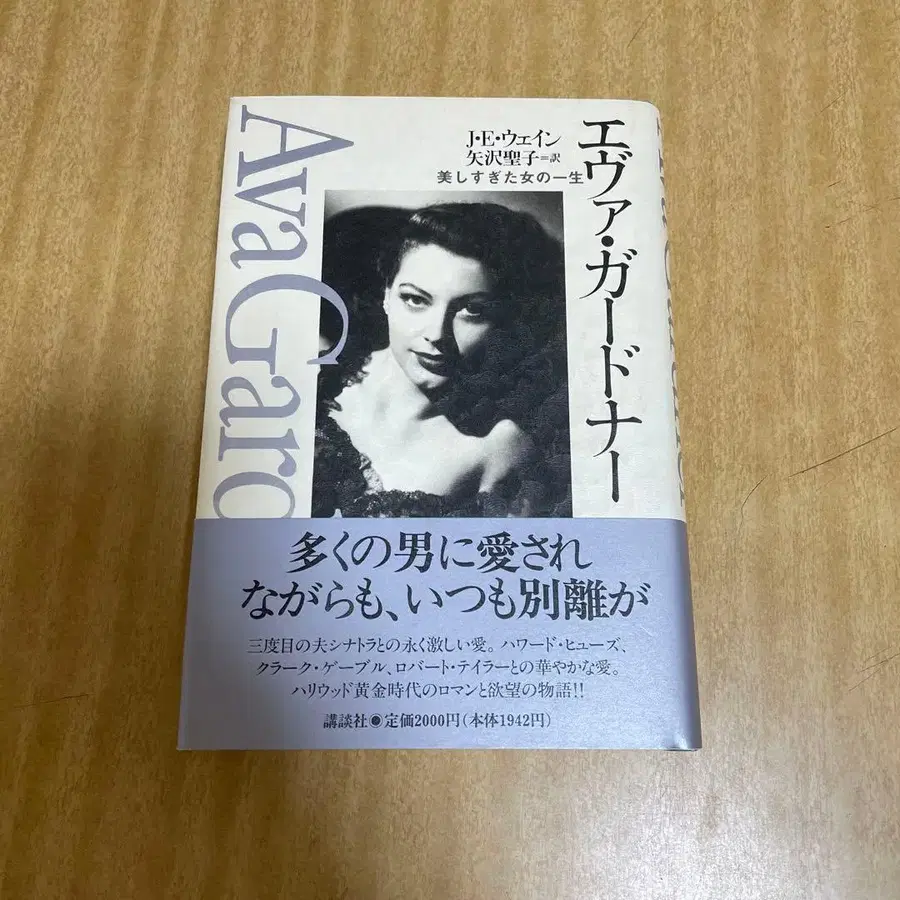 エヴァ・ガードナー
J・E・ウェイン
矢沢聖子=訳
美しすぎた女の一生
Ava Gard
多くの男に愛され
ながらも、いつも別離が
三度目の夫シナトラとの永く激しい愛。ハワード・ヒューズ、
クラーク・ゲーブル、ロバート・テイラーとの華やかな愛。
ハリウッド黄金時代のロマンと欲望の物語!!
講談社●定価2000円(本体1942円)